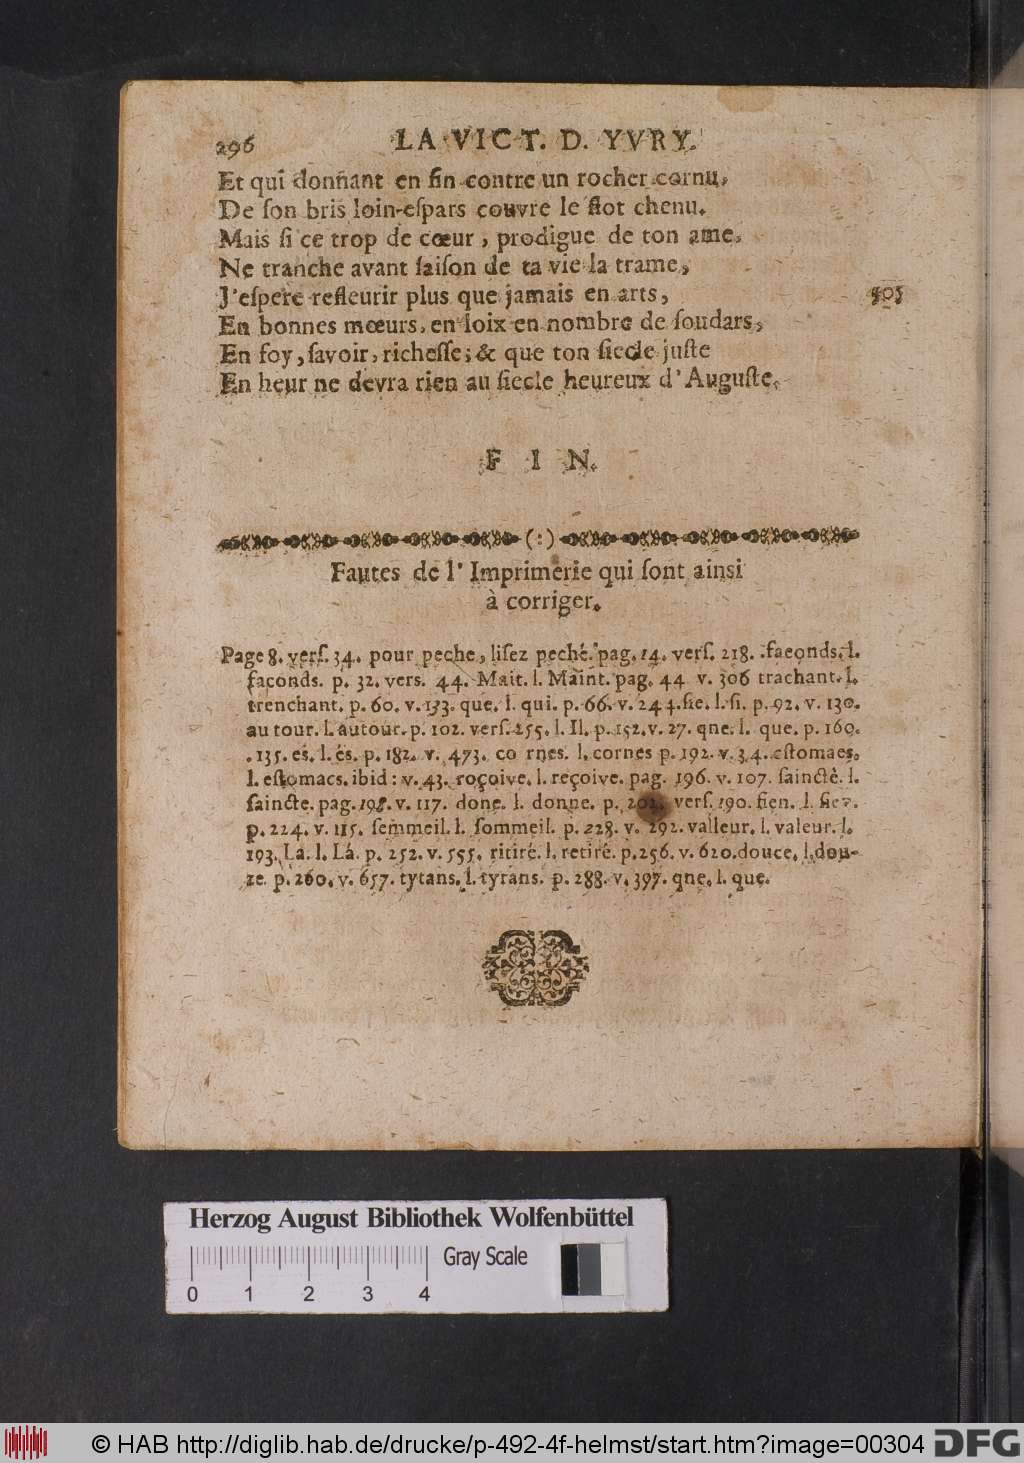 296 LA VICT. D. YVRY.
Et qui donnant en fin contre un rocher cornu,
De ſon bris loin-eſpars couvre le flot chenu.
Mais ſi ce trop de cœur, prodigue de ton ame,
Ne tranche avant ſaiſon de ta vie la trame,
J'eſpere refleurir plus que jamais en arts, 505
En bonnes mœurs, en loix en nombre de ſoudars,
En foy, ſavoir, richeſſe; & que ton ſiecle juſte
En heur ne devra rien au ſiecle heureux d'Auguſte.
F I N.
(:)
Fautes de l'Imprimerie qui ſont ainſi
à corriger.
Page 8. verſ. 34. pour peche, liſez peché. pag. 14. verſ. 218. faeonds. l.
faconds. p. 32. vers. 44. Mait. l. Maint. pag. 44 v. 306 trachant. l.
trenchant. p. 60. v. 133. que. l. qui. p. 66. v. 244. ſie. l. ſi. p. 92. v. 130.
au tour. l. autour. p. 102. verſ. 255. l. Il. p. 152. v. 27. qne. l. que. p. 160.
135. es. l. és. p. 182. v. 473. co rnes. l. cornes p. 192. v. 34. eſtomaes.
l. eſtomacs. ibid: v. 43. roçoive. l. reçoive. pag. 196. v. 107. ſaincté. l.
ſaincte. pag. 198. v. 117. done. l. donne. p. 202. verſ. 190. ſien. l.
p. 224. v. 115. ſemmeil. l. ſommeil. p. 228. v. 292. valleur. l. valeur. l.
193. La. l. Lá. p. 252. v. 555. ritiré. l. retiré. p. 256. v. 620. douce. l. dou-
ze. p. 260. v. 657. tytans. l. tyrans. p. 288. v. 397. qne. l. que.
Herzog August Bibliothek Wolfenbüttel
Gray Scale
0 1 2 3 4
© HAB http://diglib.hab.de/drucke/p-492-4f-helmst/start.htm?image=00304 DFG